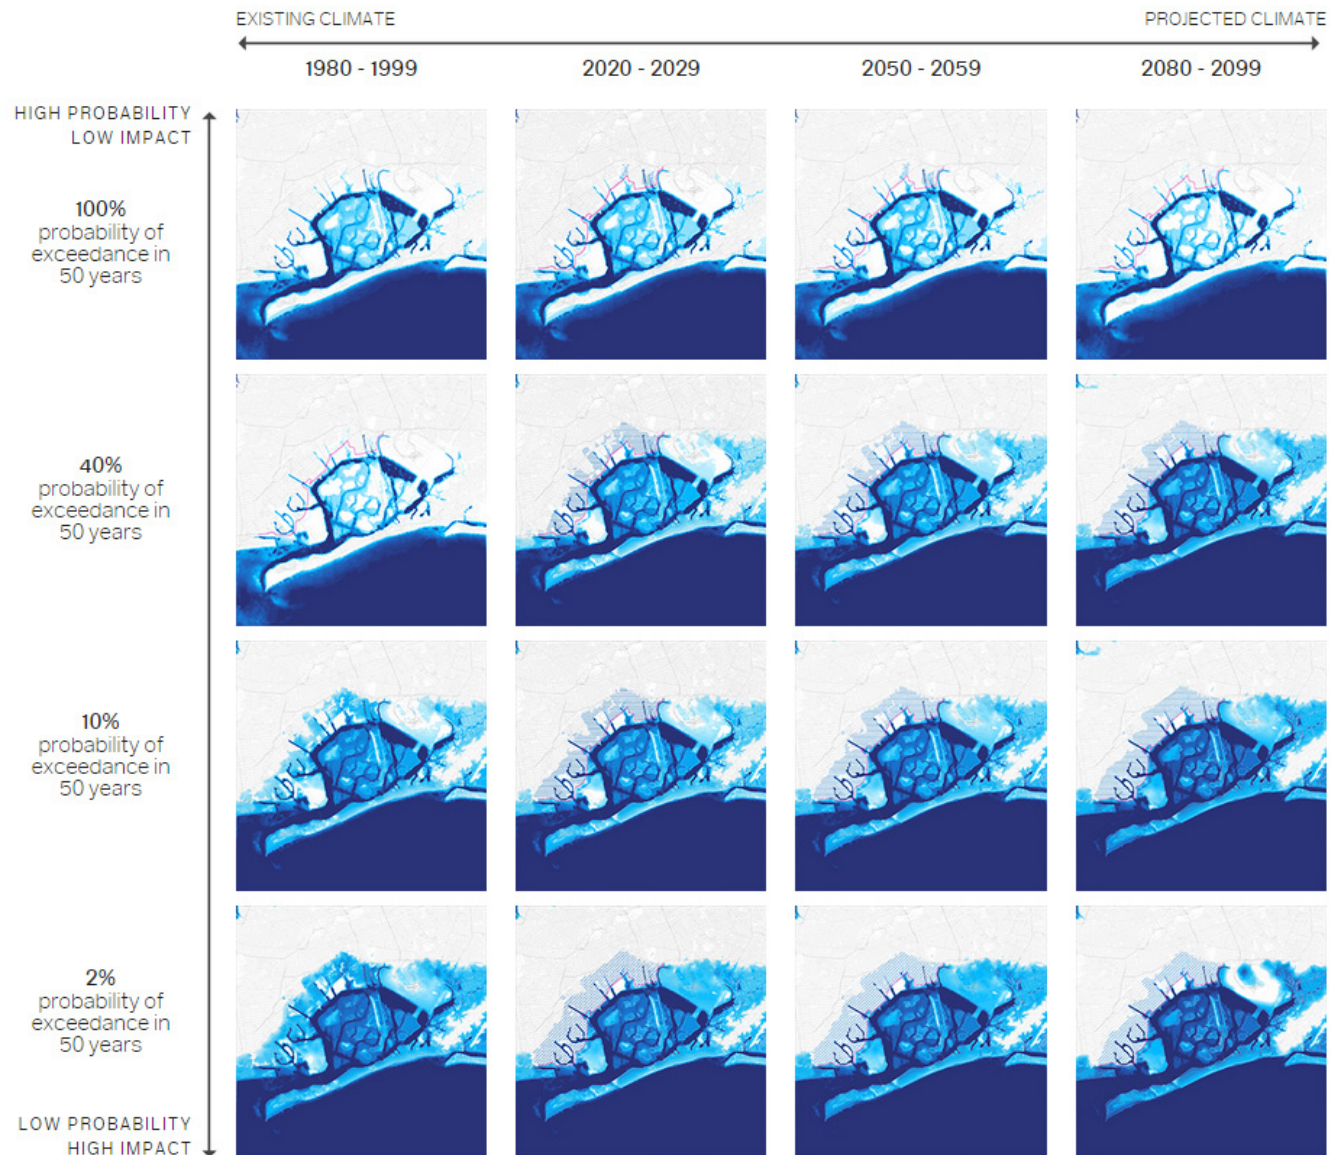 EXISTING CLIMATE
PROJECTED CLIMATE
1980 - 1999
2020 - 2029
2050 - 2059
2080 - 2099
HIGH PROBABILITY
LOW IMPACT
100%
probability of
exceedance in
50 years
40%
probability of
exceedance in
50 years
10%
probability of
exceedance in
50 years
2%
probability of
exceedance in
50 years
LOW PROBABILITY
HIGH IMPACT